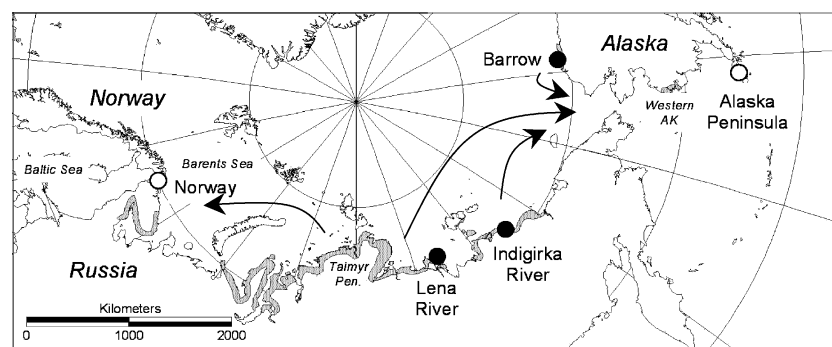 Norway
Baltic Sea
Barents Sea
Norway
Russia
Kilometers
0 1000 2000
Taimyr
Pen.
Lena
River
Indigirka
River
Barrow
Alaska
Western
AK
Alaska
Peninsula